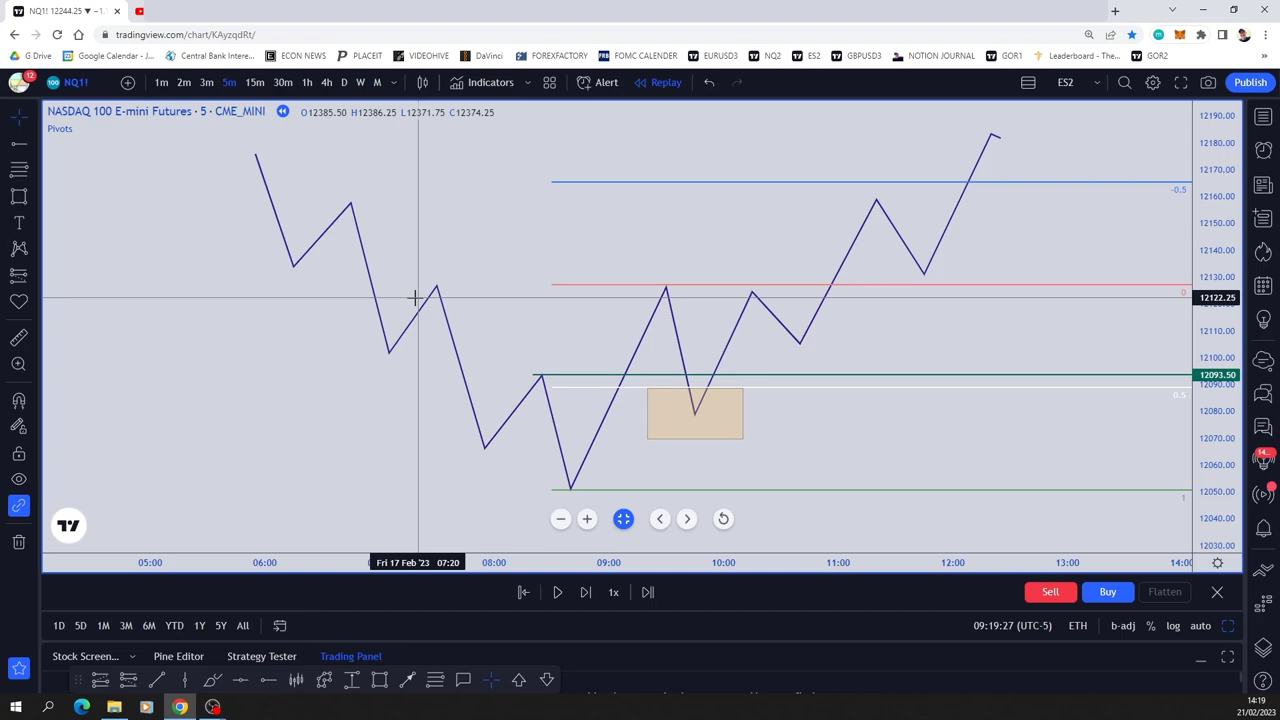 NQ1! 12244.25 ▼ −1.
tradingview.com/chart/KAyzqdRt/
G Drive
Google Calendar - ...
Central Bank Intere...
ECON NEWS
PLACEIT
VIDEOHIVE
DaVinci
FOREXFACTORY
FOMC CALENDER
EURUSD3
NQ2
ES2
GBPUSD3
NOTION JOURNAL
GOR1
Leaderboard - The...
GOR2
12
100 NQ1!
1m 2m 3m 5m 15m 30m 1h 4h D W M
Indicators
Alert
Replay
ES2
Publish
NASDAQ 100 E-mini Futures · 5 · CME_MINI
O12385.50 H12386.25 L12371.75 C12374.25
Pivots
12190.00
12180.00
12170.00
-0.5
12160.00
12150.00
12140.00
12130.00
0
12122.25
12110.00
12100.00
12093.50
12090.00
0.5
12080.00
12070.00
12060.00
12050.00
1
12040.00
12030.00
05:00 06:00 Fri 17 Feb '23 07:20 08:00 09:00 10:00 11:00 12:00 13:00 14:00
1x
Sell
Buy
Flatten
1D 5D 1M 3M 6M YTD 1Y 5Y All
09:19:27 (UTC-5)
ETH
b-adj % log auto
Stock Screen...
Pine Editor
Strategy Tester
Trading Panel
14:19
21/02/2023